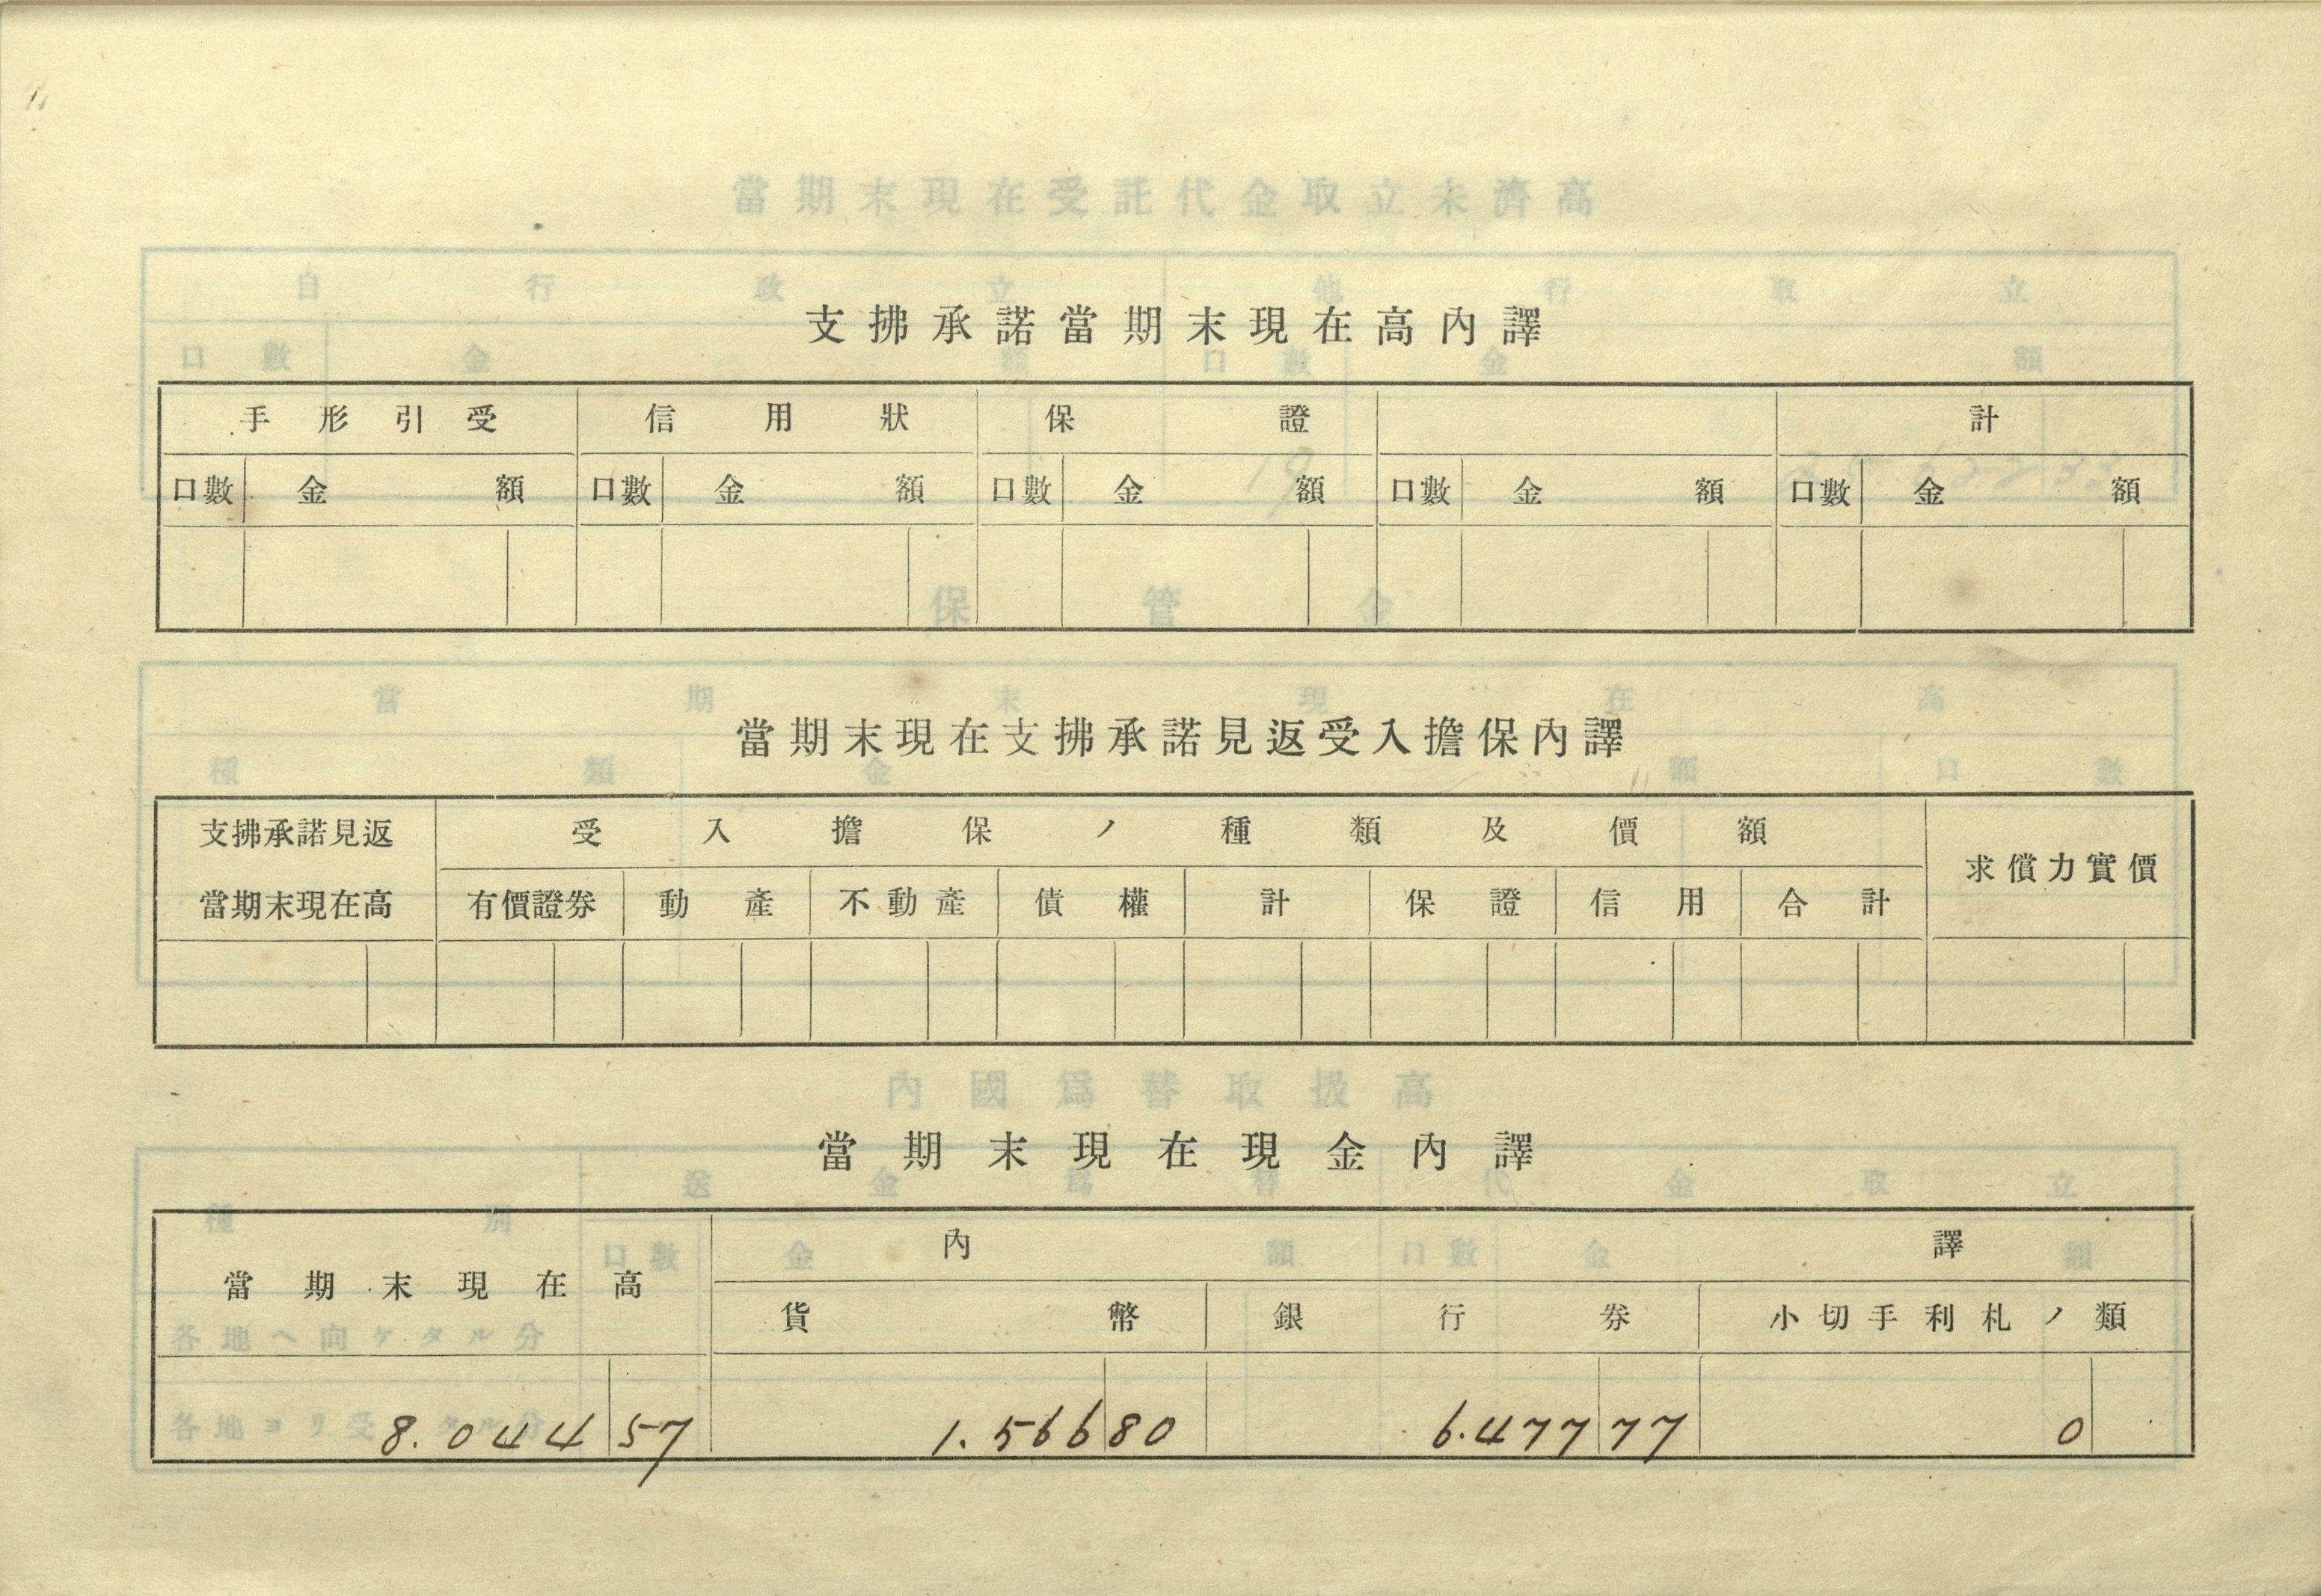 支拂承諾當期末現在高內譯
手形引受 信用狀 保證 計
口數 金額 口數 金額 口數 金額 口數 金額 口數 金額
當期末現在支拂承諾見返受入擔保內譯
支拂承諾見返 受入擔保ノ種類及價額 求償力實價
當期末現在高 有價證券 動產 不動產 債權 計 保證 信用 合計
當期末現在現金內譯
當期末現在高 內譯
貨幣 銀行券 小切手利札ノ類
8.044 57 1.566 80 6.477 77 0